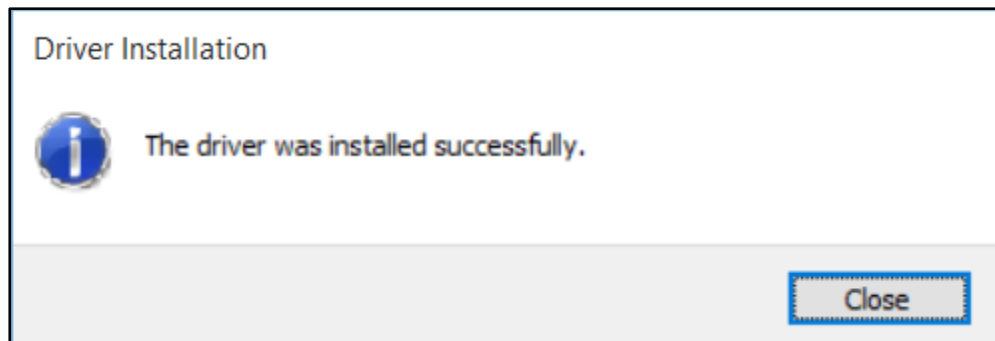 Driver Installation
The driver was installed successfully.
Close